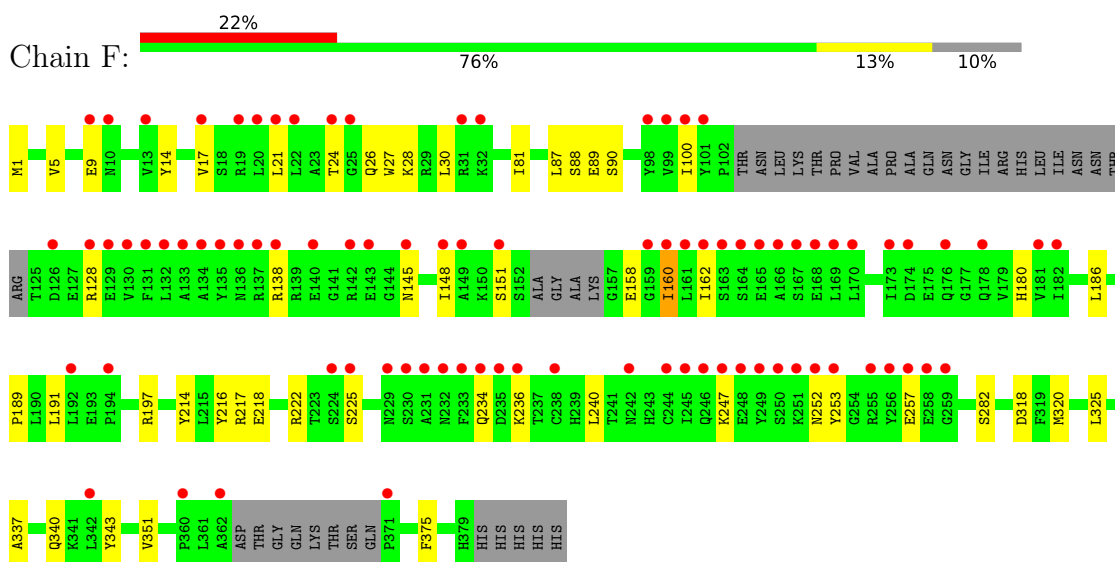 22%
Chain F:
76% 13% 10%
M1 V5 E9 N10 V13 Y14 V17 S18 R19 L20 L21 L22 A23 T24 G25 Q26 W27 K28 R29 L30 R31 K32 I81 L87 S88 E89 S90 Y98 V99 I100 Y101 P102 THR ASN LEU LYS THR PRO VAL ALA PRO ALA GLN ASN GLY ILE ARG HIS LEU ILE ASN ASN THR
ARG T125 D126 E127 R128 E129 V130 F131 L132 A133 A134 Y135 N136 R137 R138 R139 E140 G141 R142 E143 G144 N145 I148 A149 K150 S151 S152 ALA GLY ALA LYS G157 E158 G159 I160 L161 I162 S163 S164 E165 A166 S167 E168 L169 L170 I173 D174 E175 Q176 G177 Q178 V179 H180 V181 I182 L186
P189 L190 L191 L192 E193 P194 R197 Y214 L215 Y216 R217 E218 R222 T223 S224 S225 N229 S230 A231 N232 F233 Q234 D235 K236 T237 C238 H239 L240 T241 N242 H243 C244 I245 Q246 K247 E248 Y249 S250 K251 N252 Y253 G254 R255 Y256 E257 E258 G259 S282 D318 F319 M320 L325
A337 Q340 K341 L342 Y343 V351 P360 L361 A362 ASP THR GLY GLN LYS THR SER GLN P371 F375 H379 HIS HIS HIS HIS HIS